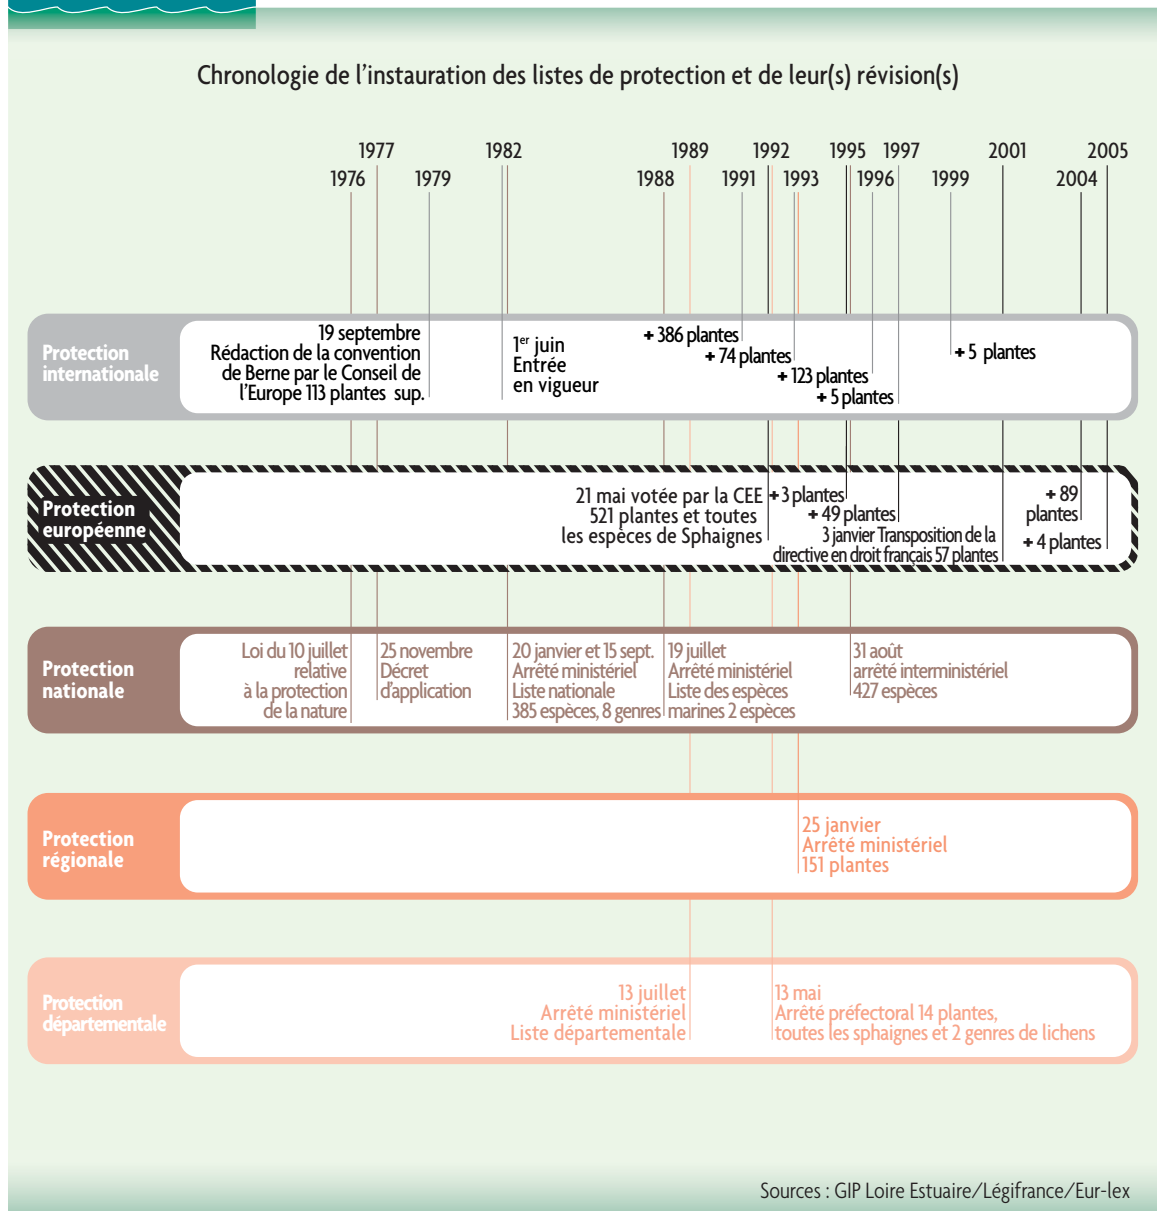 Chronologie de l'instauration des listes de protection et de leur(s) révision(s)
1977 1982 1989 1992 1995 1997 2001 2005
1976 1979 1988 1991 1993 1996 1999 2004
Protection
internationale
19 septembre
Rédaction de la convention
de Berne par le Conseil de
l'Europe 113 plantes sup.
1er juin
Entrée
en vigueur
+ 386 plantes
+ 74 plantes
+ 123 plantes
+ 5 plantes
+ 5 plantes
Protection
européenne
21 mai votée par la CEE
521 plantes et toutes
les espèces de Sphaignes
+ 3 plantes
+ 49 plantes
3 janvier Transposition de la
directive en droit français 57 plantes
+ 89
plantes
+ 4 plantes
Protection
nationale
Loi du 10 juillet
relative
à la protection
de la nature
25 novembre
Décret
d'application
20 janvier et 15 sept.
Arrêté ministériel
Liste nationale
385 espèces, 8 genres
19 juillet
Arrêté ministériel
Liste des espèces
marines 2 espèces
31 août
arrêté interministériel
427 espèces
Protection
régionale
25 janvier
Arrêté ministériel
151 plantes
Protection
départementale
13 juillet
Arrêté ministériel
Liste départementale
13 mai
Arrêté préfectoral 14 plantes,
toutes les sphaignes et 2 genres de lichens
Sources : GIP Loire Estuaire/Légifrance/Eur-lex